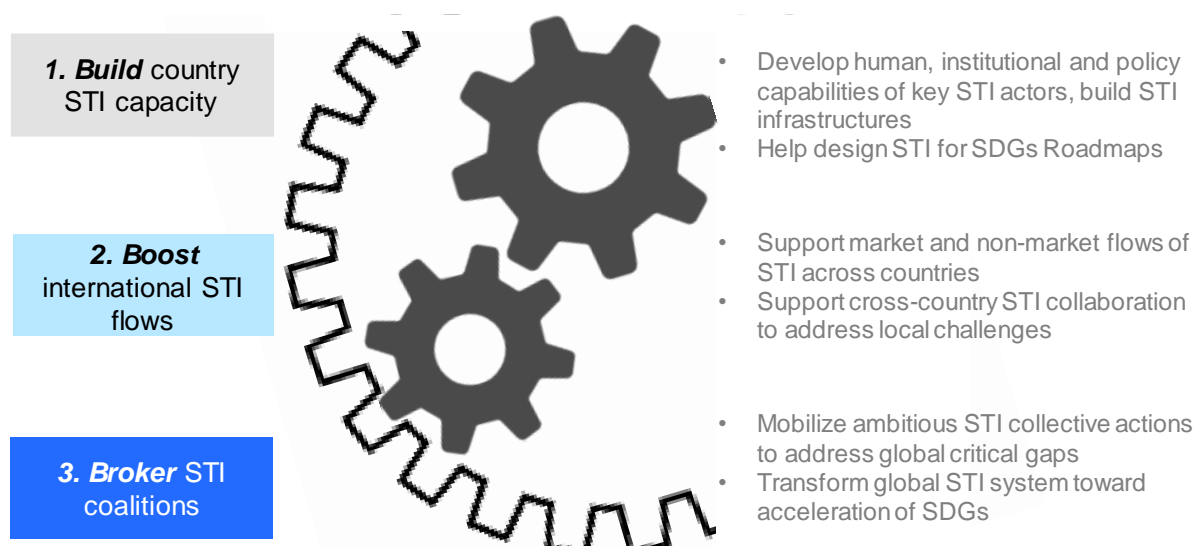 1. Build country
STI capacity
• Develop human, institutional and policy
capabilities of key STI actors, build STI
infrastructures
• Help design STI for SDGs Roadmaps
2. Boost
international STI
flows
• Support market and non-market flows of
STI across countries
• Support cross-country STI collaboration
to address local challenges
3. Broker STI
coalitions
• Mobilize ambitious STI collective actions
to address global critical gaps
• Transform global STI system toward
acceleration of SDGs